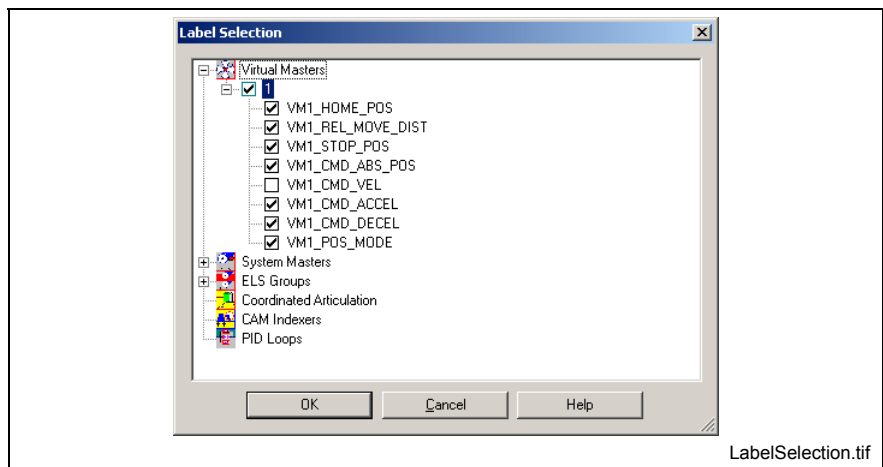 Label Selection
Virtual Masters
1
VM1_HOME_POS
VM1_REL_MOVE_DIST
VM1_STOP_POS
VM1_CMD_ABS_POS
VM1_CMD_VEL
VM1_CMD_ACCEL
VM1_CMD_DECEL
VM1_POS_MODE
System Masters
ELS Groups
Coordinated Articulation
CAM Indexers
PID Loops
OK Cancel Help
LabelSelection.tif